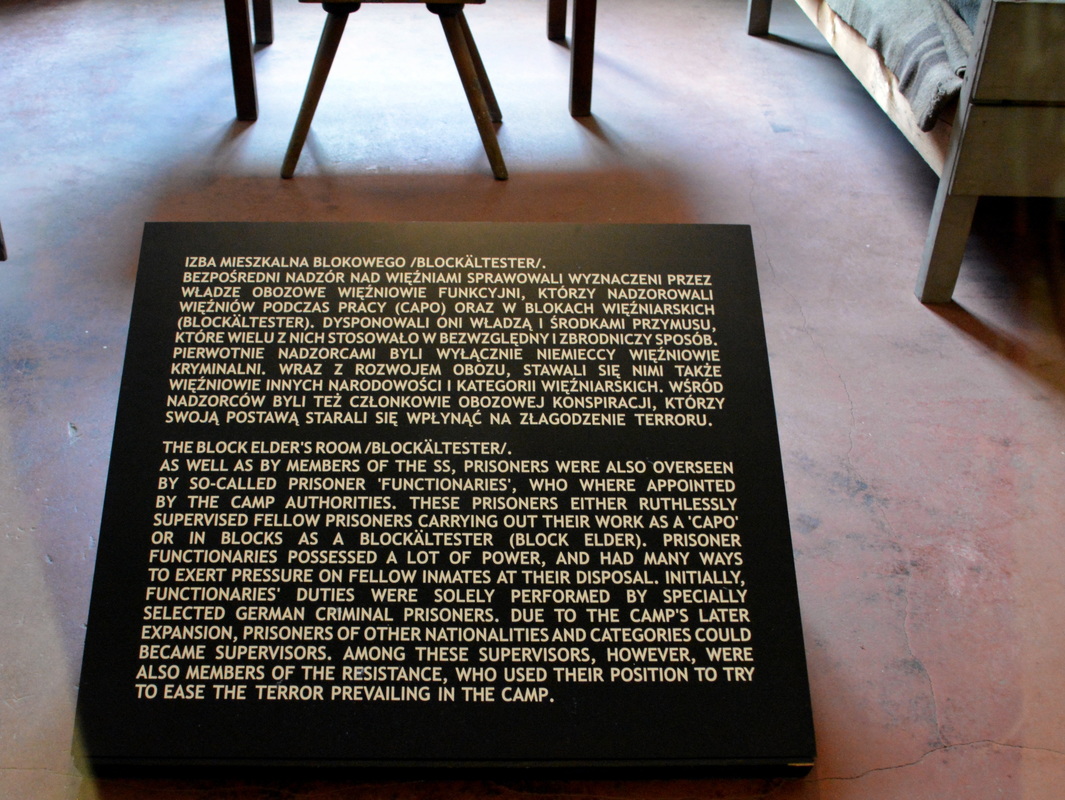 IZBA MIESZKALNA BLOKOWEGO /BLOCKÄLTESTER/.
BEZPOŚREDNI NADZÓR NAD WIĘŹNIAMI SPRAWOWALI WYZNACZENI PRZEZ
WŁADZE OBOZOWE WIĘŹNIOWIE FUNKCYJNI, KTÓRZY NADZOROWALI
WIĘŹNIÓW PODCZAS PRACY (CAPO) ORAZ W BLOKACH WIĘŹNIARSKICH
(BLOCKÄLTESTER). DYSPONOWALI ONI WŁADZĄ I ŚRODKAMI PRZYMUSU,
KTÓRE WIELU Z NICH STOSOWAŁO W BEZWZGLĘDNY I ZBRODNICZY SPOSÓB.
PIERWOTNIE NADZORCAMI BYLI WYŁĄCZNIE NIEMIECCY WIĘŹNIOWIE
KRYMINALNI. WRAZ Z ROZWOJEM OBOZU, STAWALI SIĘ NIMI TAKŻE
WIĘŹNIOWIE INNYCH NARODOWOŚCI I KATEGORII WIĘŹNIARSKICH. WŚRÓD
NADZORCÓW BYLI TEŻ CZŁONKOWIE OBOZOWEJ KONSPIRACJI, KTÓRZY
SWOJĄ POSTAWĄ STARALI SIĘ WPŁYNĄĆ NA ZŁAGODZENIE TERRORU.
THE BLOCK ELDER'S ROOM /BLOCKÄLTESTER/.
AS WELL AS BY MEMBERS OF THE SS, PRISONERS WERE ALSO OVERSEEN
BY SO-CALLED PRISONER 'FUNCTIONARIES', WHO WHERE APPOINTED
BY THE CAMP AUTHORITIES. THESE PRISONERS EITHER RUTHLESSLY
SUPERVISED FELLOW PRISONERS CARRYING OUT THEIR WORK AS A 'CAPO'
OR IN BLOCKS AS A BLOCKÄLTESTER (BLOCK ELDER). PRISONER
FUNCTIONARIES POSSESSED A LOT OF POWER, AND HAD MANY WAYS
TO EXERT PRESSURE ON FELLOW INMATES AT THEIR DISPOSAL. INITIALLY,
FUNCTIONARIES' DUTIES WERE SOLELY PERFORMED BY SPECIALLY
SELECTED GERMAN CRIMINAL PRISONERS. DUE TO THE CAMP'S LATER
EXPANSION, PRISONERS OF OTHER NATIONALITIES AND CATEGORIES COULD
BECAME SUPERVISORS. AMONG THESE SUPERVISORS, HOWEVER, WERE
ALSO MEMBERS OF THE RESISTANCE, WHO USED THEIR POSITION TO TRY
TO EASE THE TERROR PREVAILING IN THE CAMP.